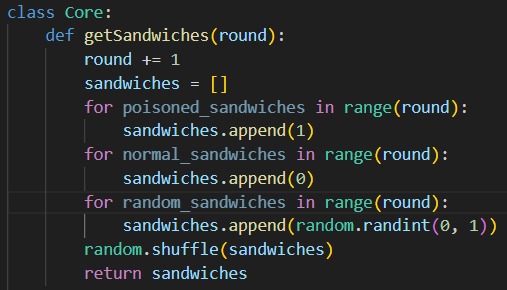 class Core:
    def getSandwiches(round):
        round += 1
        sandwiches = []
        for poisoned_sandwiches in range(round):
            sandwiches.append(1)
        for normal_sandwiches in range(round):
            sandwiches.append(0)
        for random_sandwiches in range(round):
            sandwiches.append(random.randint(0, 1))
        random.shuffle(sandwiches)
        return sandwiches